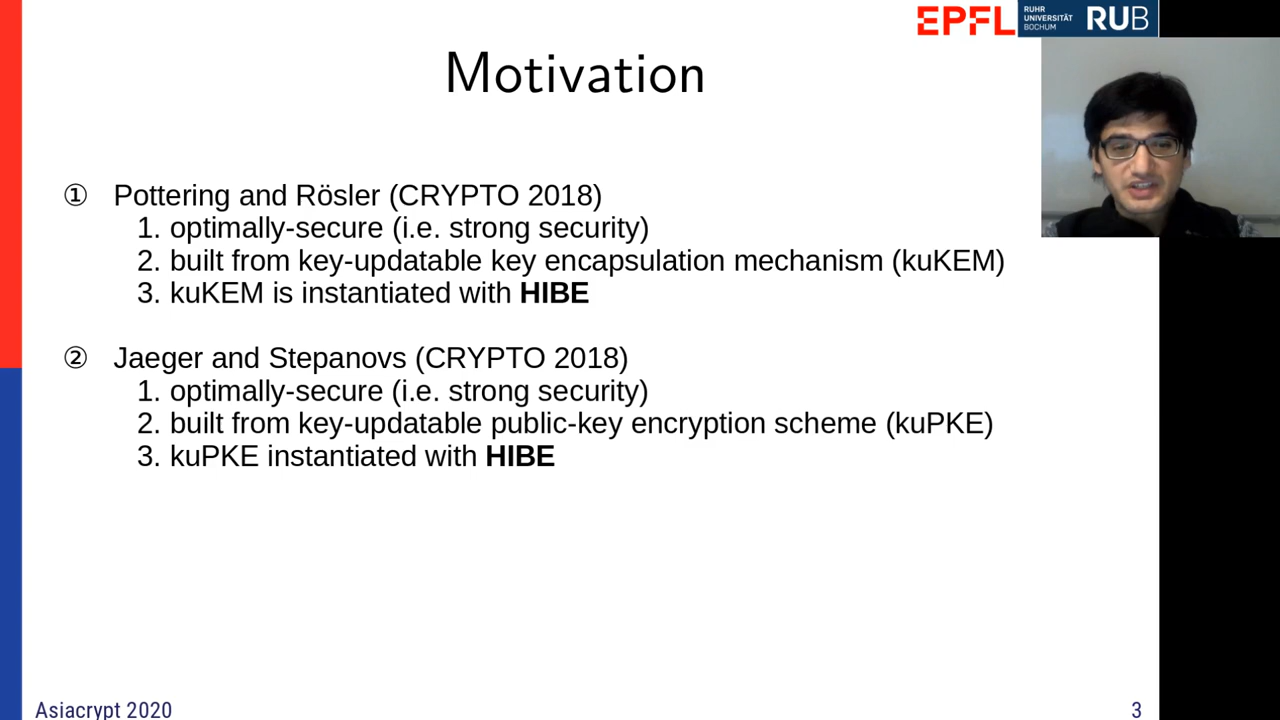 EPFL
RUHR
UNIVERSITÄT
BOCHUM
RUB
Motivation
① Pottering and Rösler (CRYPTO 2018)
1. optimally-secure (i.e. strong security)
2. built from key-updatable key encapsulation mechanism (kuKEM)
3. kuKEM is instantiated with HIBE
② Jaeger and Stepanovs (CRYPTO 2018)
1. optimally-secure (i.e. strong security)
2. built from key-updatable public-key encryption scheme (kuPKE)
3. kuPKE instantiated with HIBE
Asiacrypt 2020
3